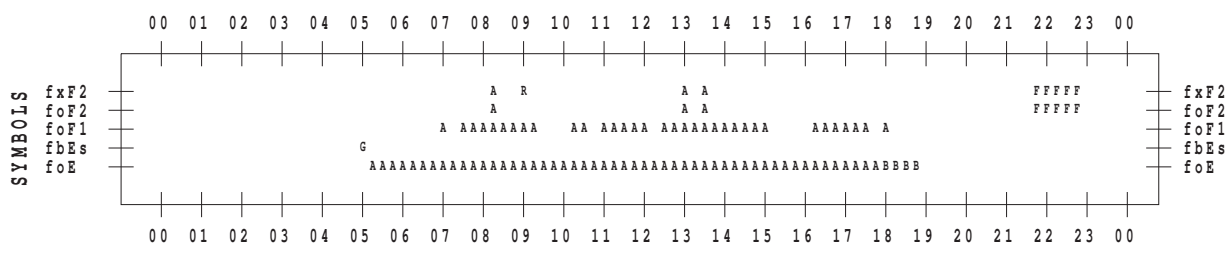 00 01 02 03 04 05 06 07 08 09 10 11 12 13 14 15 16 17 18 19 20 21 22 23 00
SYMBOLS
fxF2 A R A A FFFFF fxF2
foF2 A A A FFFFF foF2
foF1 A AAAAAAAA AA AAAAA AAAAAAAAAAA AAAAAA A foF1
fbEs G fbEs
foE AAAAAAAAAAAAAAAAAAAAAAAAAAAAAAAAAAAAAAAAAAAAAAAAAAABBBB foE
00 01 02 03 04 05 06 07 08 09 10 11 12 13 14 15 16 17 18 19 20 21 22 23 00